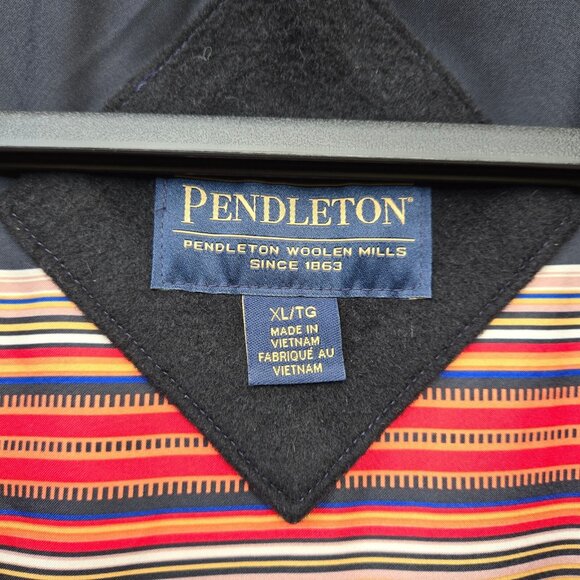 PENDLETON®
PENDLETON WOOLEN MILLS
SINCE 1863
XL/TG
MADE IN
VIETNAM
FABRIQUÉ AU
VIETNAM